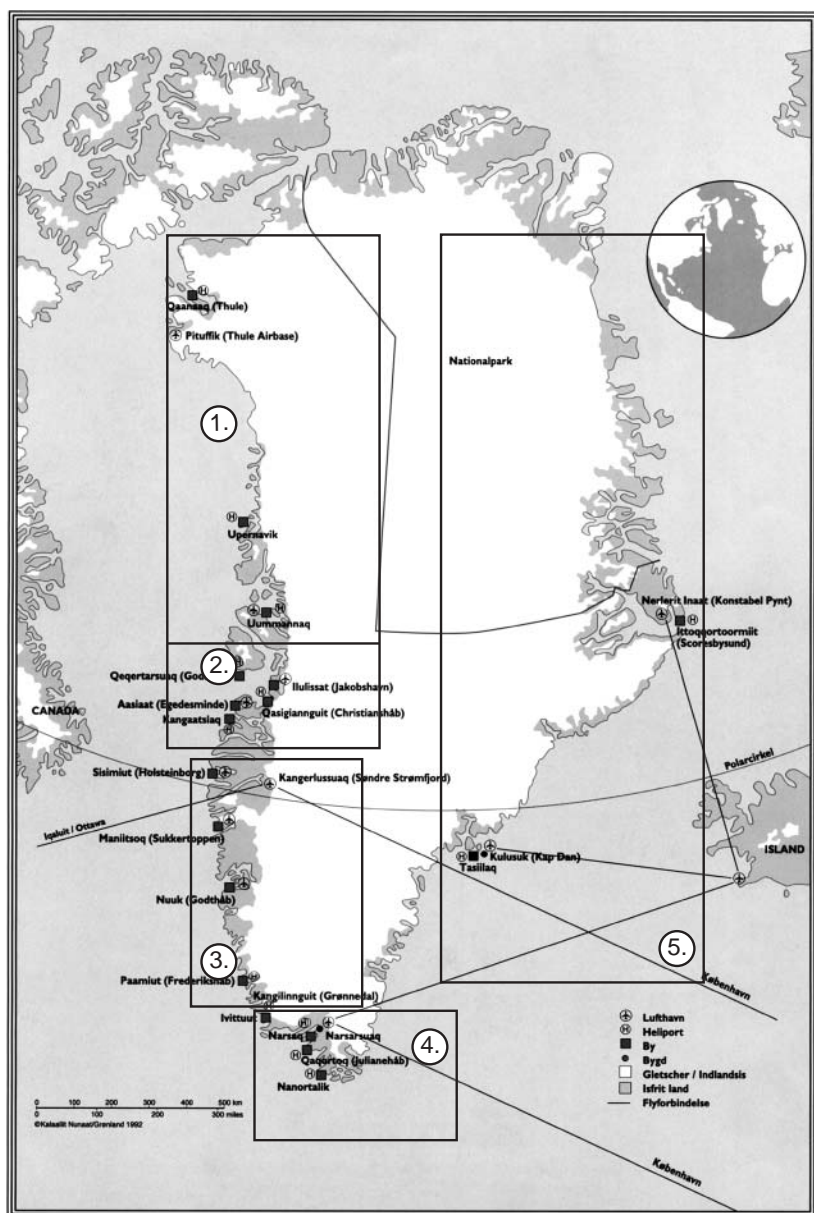 Qaanaaq (Thule)
Pituffik (Thule Airbase)
Nationalpark
1.
Upernavik
Uummannaq
Nerlerit Inaat (Konstabel Pynt)
Ittoqqortoormiit
(Scoresbysund)
2.
Qeqertarsuaq (God
Ilulissat (Jakobshavn)
Aasiaat (Egedesminde)
Qasigiannguit (Christianshåb)
CANADA
Kangaatsiaq
Polarcirkel
Sisimiut (Holsteinborg)
Kangerlussuaq (Søndre Strømfjord)
Iqaluit / Ottawa
Maniitsoq (Sukkertoppen)
ISLAND
Kulusuk (Kap Dan)
Tasiilaq
Nuuk (Godthåb)
5.
3.
Paamiut (Frederikshåb)
København
Kangilinnguit (Grønnedal)
Ivittuut
Narsaq
Narsarsuaq
4.
Qaqortoq (Julianehåb)
Nanortalik
Lufthavn
H Heliport
By
Bygd
Gletscher / Indlandsis
Isfrit land
Flyforbindelse
0 100 200 300 400 500 km
0 100 200 300 miles
©Kalaallit Nunaat/Grønland 1992
København